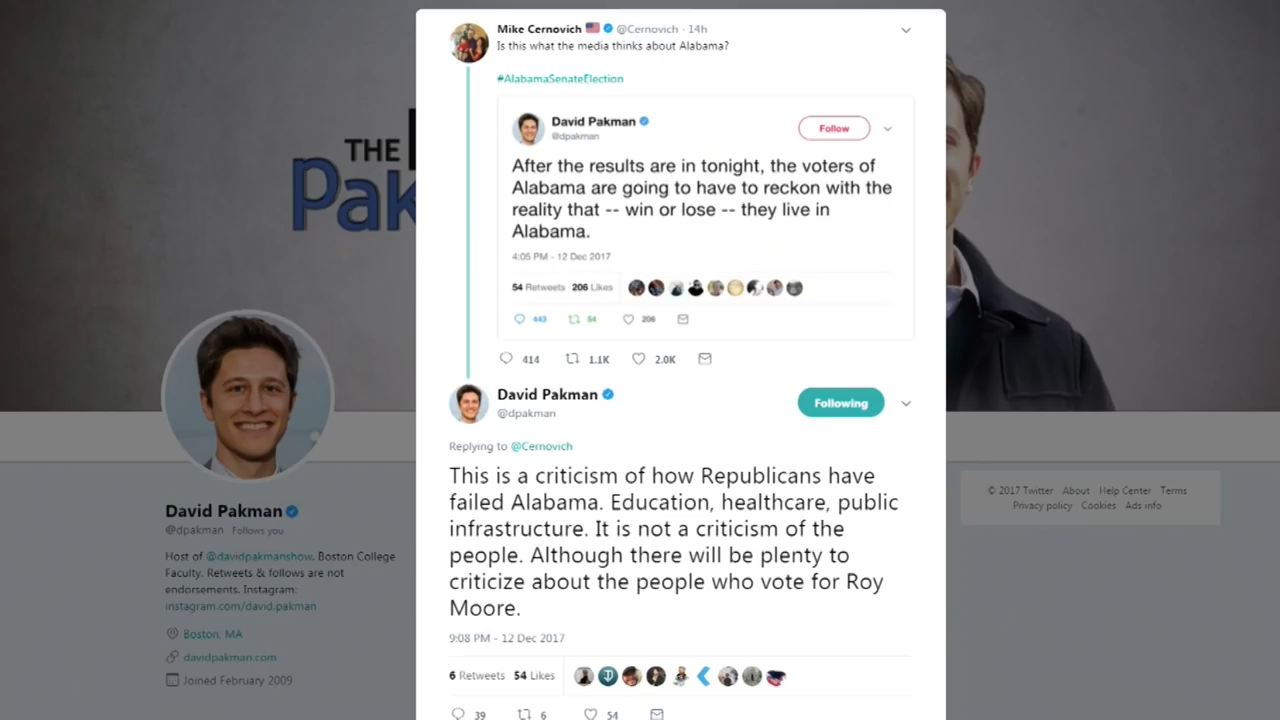 Mike Cernovich @Cernovich · 14h
Is this what the media thinks about Alabama?
#AlabamaSenateElection
David Pakman
@dpakman
Follow
After the results are in tonight, the voters of
Alabama are going to have to reckon with the
reality that -- win or lose -- they live in
Alabama.
4:05 PM - 12 Dec 2017
54 Retweets 206 Likes
443 54 206
414 1.1K 2.0K
David Pakman
@dpakman
Following
Replying to @Cernovich
This is a criticism of how Republicans have
failed Alabama. Education, healthcare, public
infrastructure. It is not a criticism of the
people. Although there will be plenty to
criticize about the people who vote for Roy
Moore.
9:08 PM - 12 Dec 2017
6 Retweets 54 Likes
39 6 54
THE
Pak
David Pakman
@dpakman Follows you
Host of @davidpakmanshow. Boston College
Faculty. Retweets & follows are not
endorsements. Instagram:
instagram.com/david.pakman
Boston, MA
davidpakman.com
Joined February 2009
© 2017 Twitter About Help Center Terms
Privacy policy Cookies Ads info